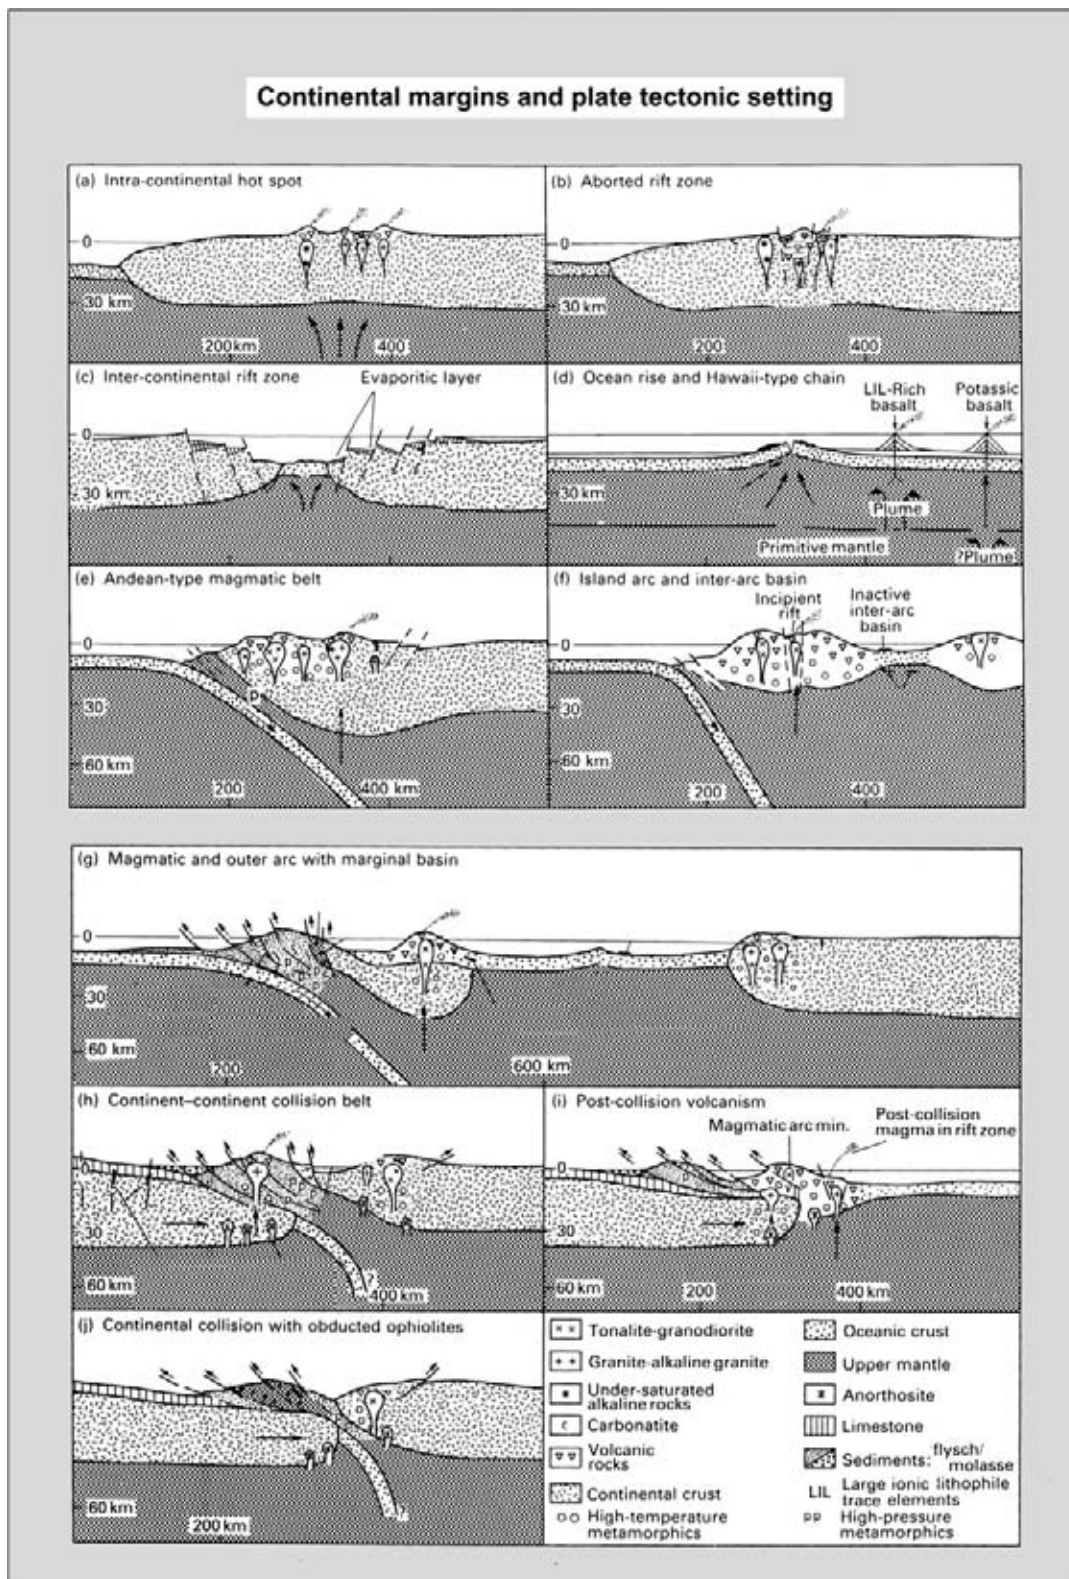 Continental margins and plate tectonic setting
(a) Intra-continental hot spot
0
30 km
200km
400
(b) Aborted rift zone
0
30 km
200
400
(c) Inter-continental rift zone
Evaporitic layer
0
30 km
(d) Ocean rise and Hawaii-type chain
LIL-Rich
basalt
Potassic
basalt
0
30 km
Plume
Primitive mantle
?Plume
(e) Andean-type magmatic belt
0
p
30
60 km
200
400 km
(f) Island arc and inter-arc basin
Incipient
rift
Inactive
inter-arc
basin
0
30
60 km
200
400
(g) Magmatic and outer arc with marginal basin
0
30
60 km
200
600 km
(h) Continent–continent collision belt
0
30
60 km
?
400 km
(i) Post-collision volcanism
Magmatic arc min.
Post-collision
magma in rift zone
0
30
60 km
200
400 km
(j) Continental collision with obducted ophiolites
60 km
200 km
?
Tonalite-granodiorite
Granite-alkaline granite
Under-saturated
alkaline rocks
Carbonatite
Volcanic
rocks
Continental crust
High-temperature
metamorphics
Oceanic crust
Upper mantle
Anorthosite
Limestone
Sediments: flysch/
molasse
LIL Large ionic lithophile
trace elements
pp High-pressure
metamorphics